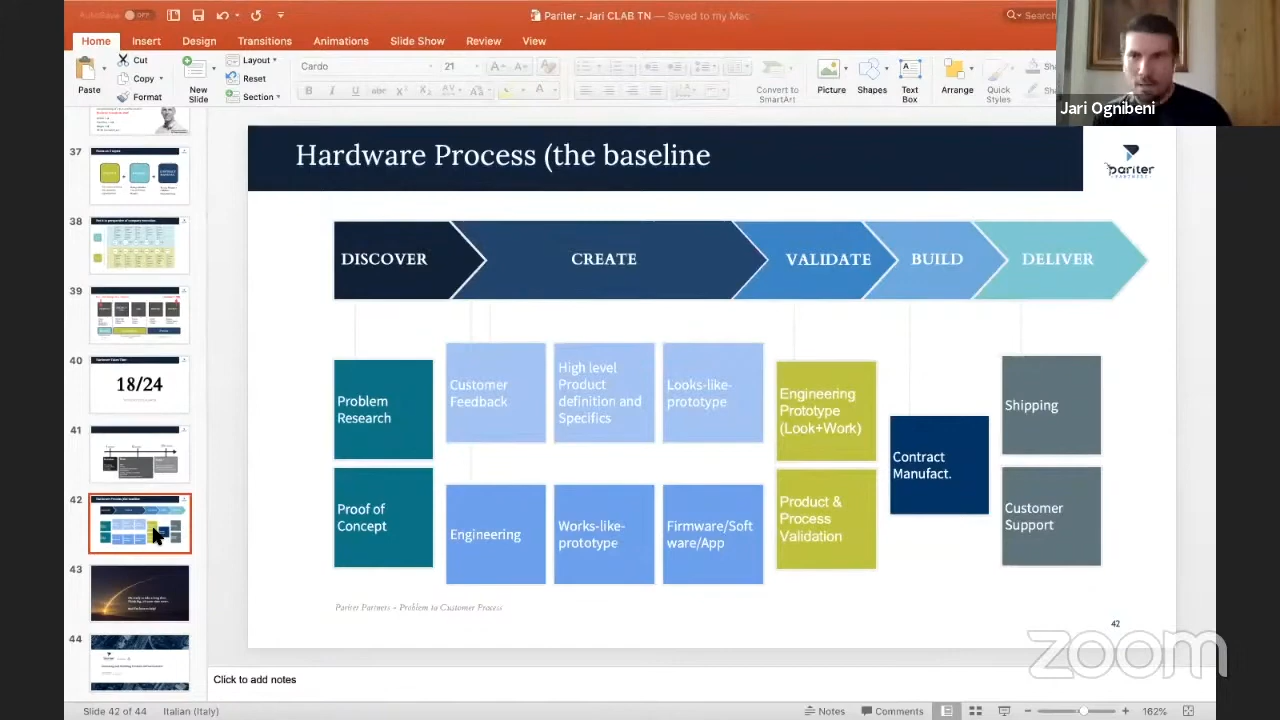 AutoSave OFF
Pariter - Jari CLAB TN — Saved to my Mac
Search
Home Insert Design Transitions Animations Slide Show Review View
Paste
Cut
Copy
Format
New
Slide
Layout
Reset
Section
Cardo 21
Convert to
SmartArt
Picture
Shapes
Text
Box
Arrange
Quick
Styles
Jari Ognibeni
37
38
39
40
18/24
41
42
43
44
Hardware Process (the baseline
pariter
PARTNERS
DISCOVER
CREATE
VALIDATE
BUILD
DELIVER
Problem
Research
Customer
Feedback
High level
Product
definition and
Specifics
Looks-like-
prototype
Engineering
Prototype
(Look+Work)
Contract
Manufact.
Shipping
Proof of
Concept
Engineering
Works-like-
prototype
Firmware/Soft
ware/App
Product &
Process
Validation
Customer
Support
Pariter Partners - Problem to Customer Process
42
zoom
Click to add notes
Slide 42 of 44 Italian (Italy)
Notes
Comments
162%